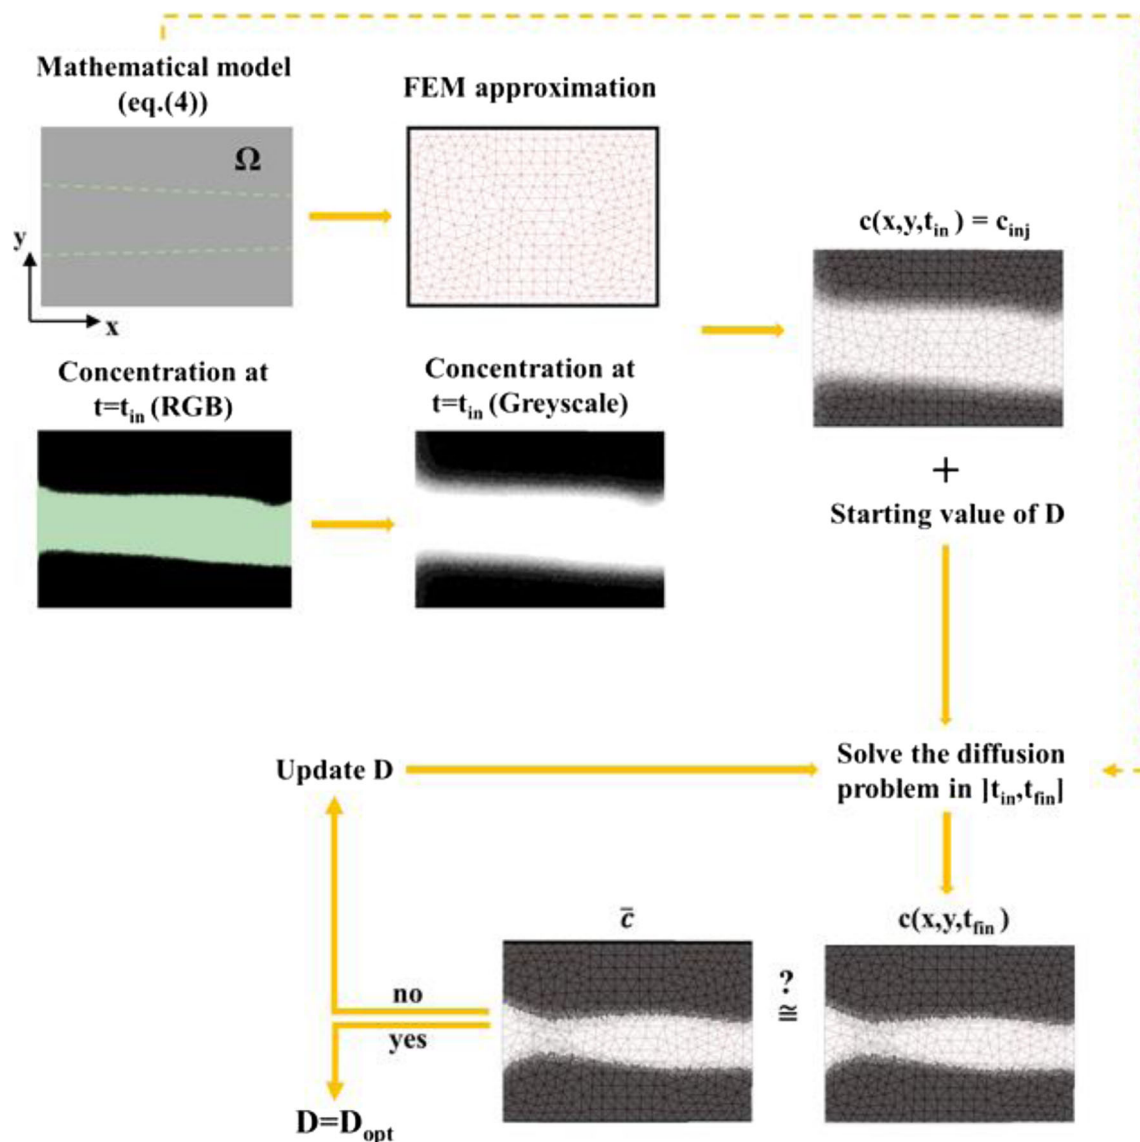 Mathematical model
(eq.(4))
FEM approximation
Ω
y
x
c(x,y,t_in ) = c_inj
Concentration at
t=t_in (RGB)
Concentration at
t=t_in (Greyscale)
+
Starting value of D
Update D
Solve the diffusion
problem in ]t_in,t_fin]
c̅
c(x,y,t_fin )
?
≅
no
yes
D=D_opt